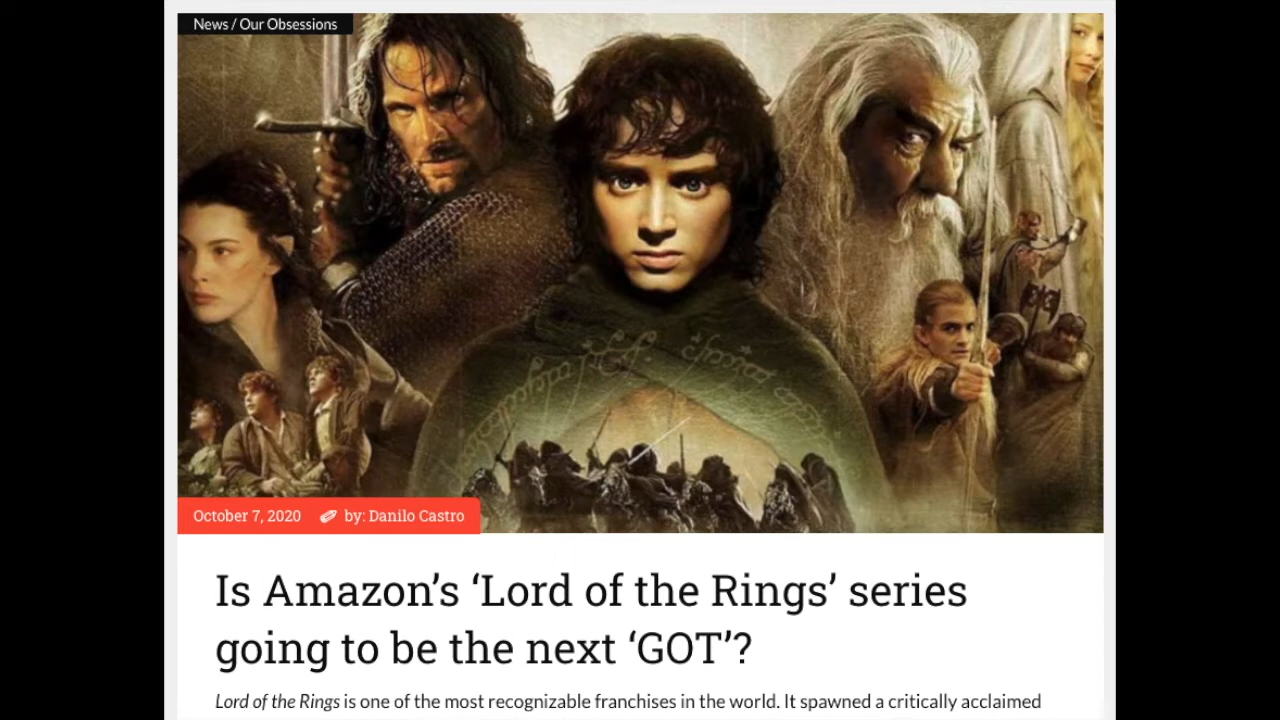 News / Our Obsessions
October 7, 2020 by: Danilo Castro
Is Amazon’s ‘Lord of the Rings’ series
going to be the next ‘GOT’?
Lord of the Rings is one of the most recognizable franchises in the world. It spawned a critically acclaimed